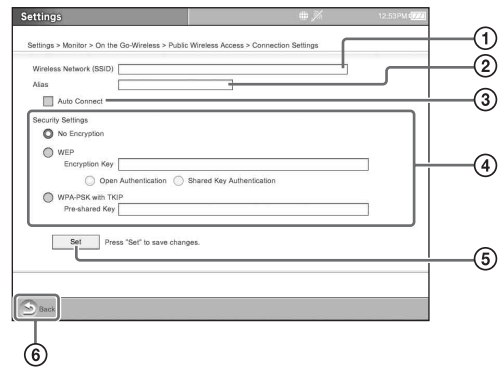 Settings 12:53PM
Settings > Monitor > On the Go-Wireless > Public Wireless Access > Connection Settings
1
Wireless Network (SSID)
2
Alias
3
Auto Connect
Security Settings
No Encryption
WEP
4
Encryption Key
Open Authentication Shared Key Authentication
WPA-PSK with TKIP
Pre-shared Key
Set Press "Set" to save changes.
5
Back
6